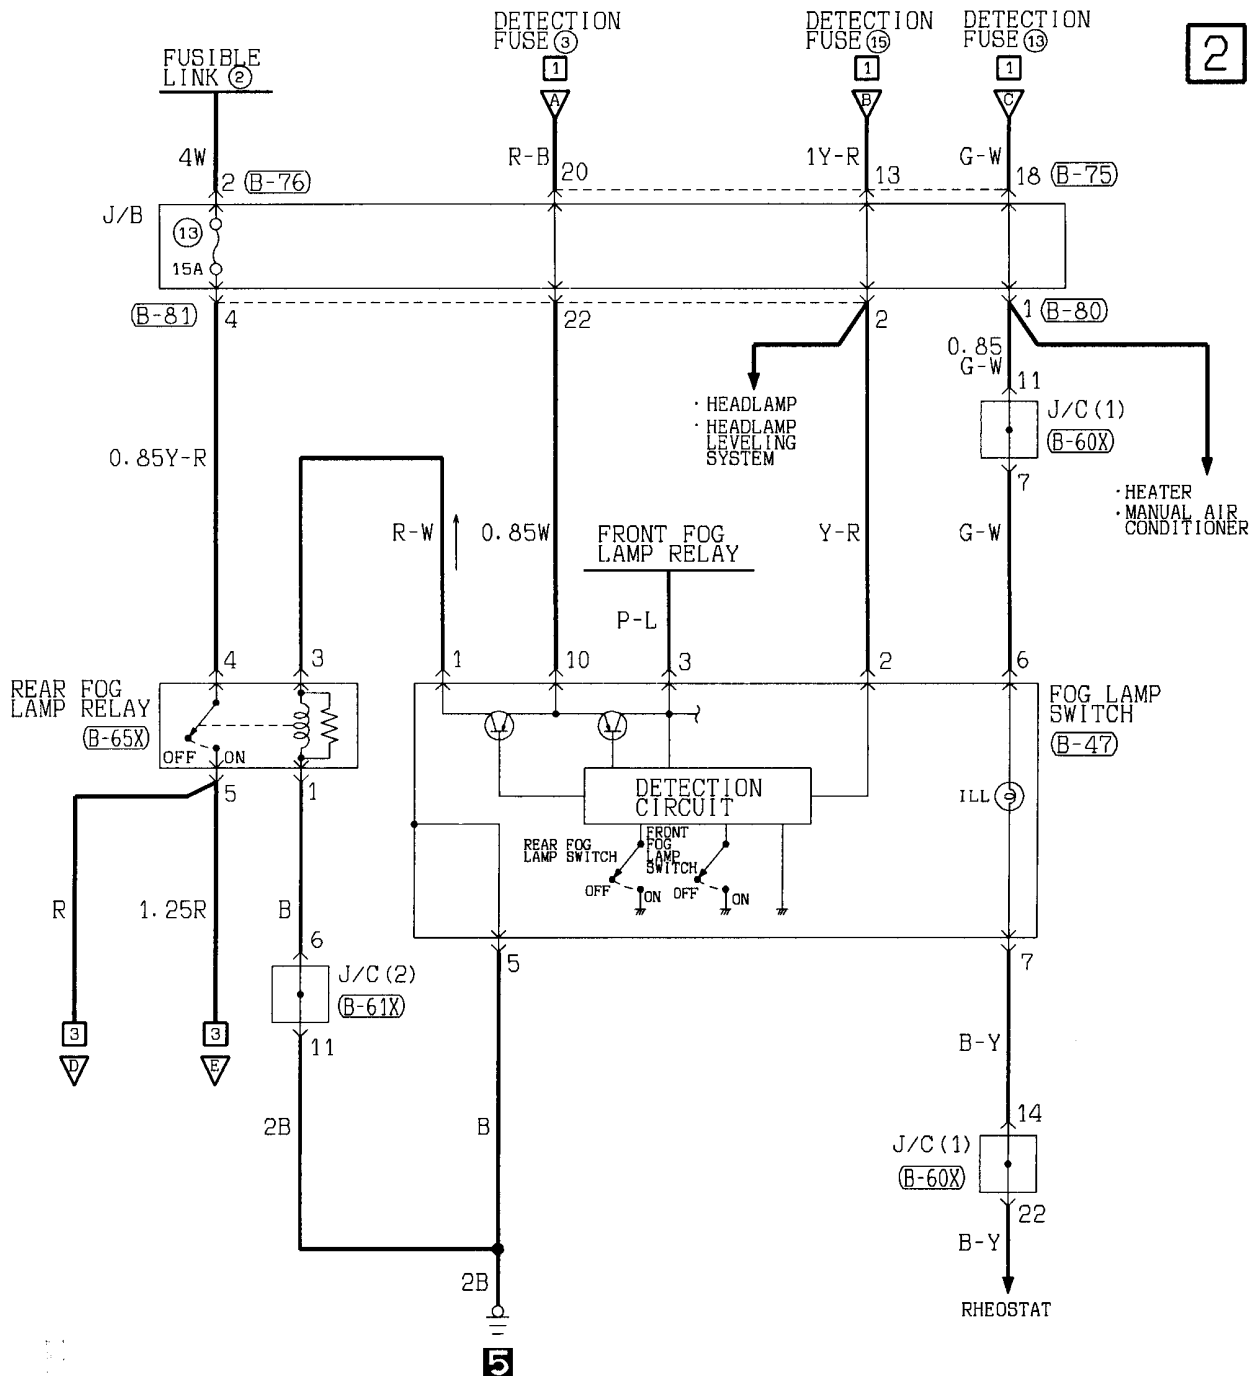 DETECTION
FUSE ③
DETECTION
FUSE ⑮
DETECTION
FUSE ⑬
2
FUSIBLE
LINK ②
1
1
1
A
B
C
4W
R-B
1Y-R
G-W
2
B-76
20
13
18
B-75
J/B
13
15A
B-81
4
22
2
1
B-80
0.85
G-W
11
· HEADLAMP
· HEADLAMP
LEVELING
SYSTEM
J/C(1)
B-60X
7
0.85Y-R
· HEATER
· MANUAL AIR
CONDITIONER
R-W
0.85W
FRONT FOG
LAMP RELAY
Y-R
G-W
P-L
4
3
1
10
3
2
6
REAR FOG
LAMP RELAY
B-65X
OFF
ON
FOG LAMP
SWITCH
B-47
DETECTION
CIRCUIT
ILL
5
1
REAR FOG
LAMP SWITCH
FRONT
FOG
LAMP
SWITCH
OFF
ON
OFF
ON
R
1.25R
B
6
5
7
J/C(2)
B-61X
3
3
D
E
11
B-Y
2B
B
14
J/C(1)
B-60X
22
B-Y
2B
RHEOSTAT
5